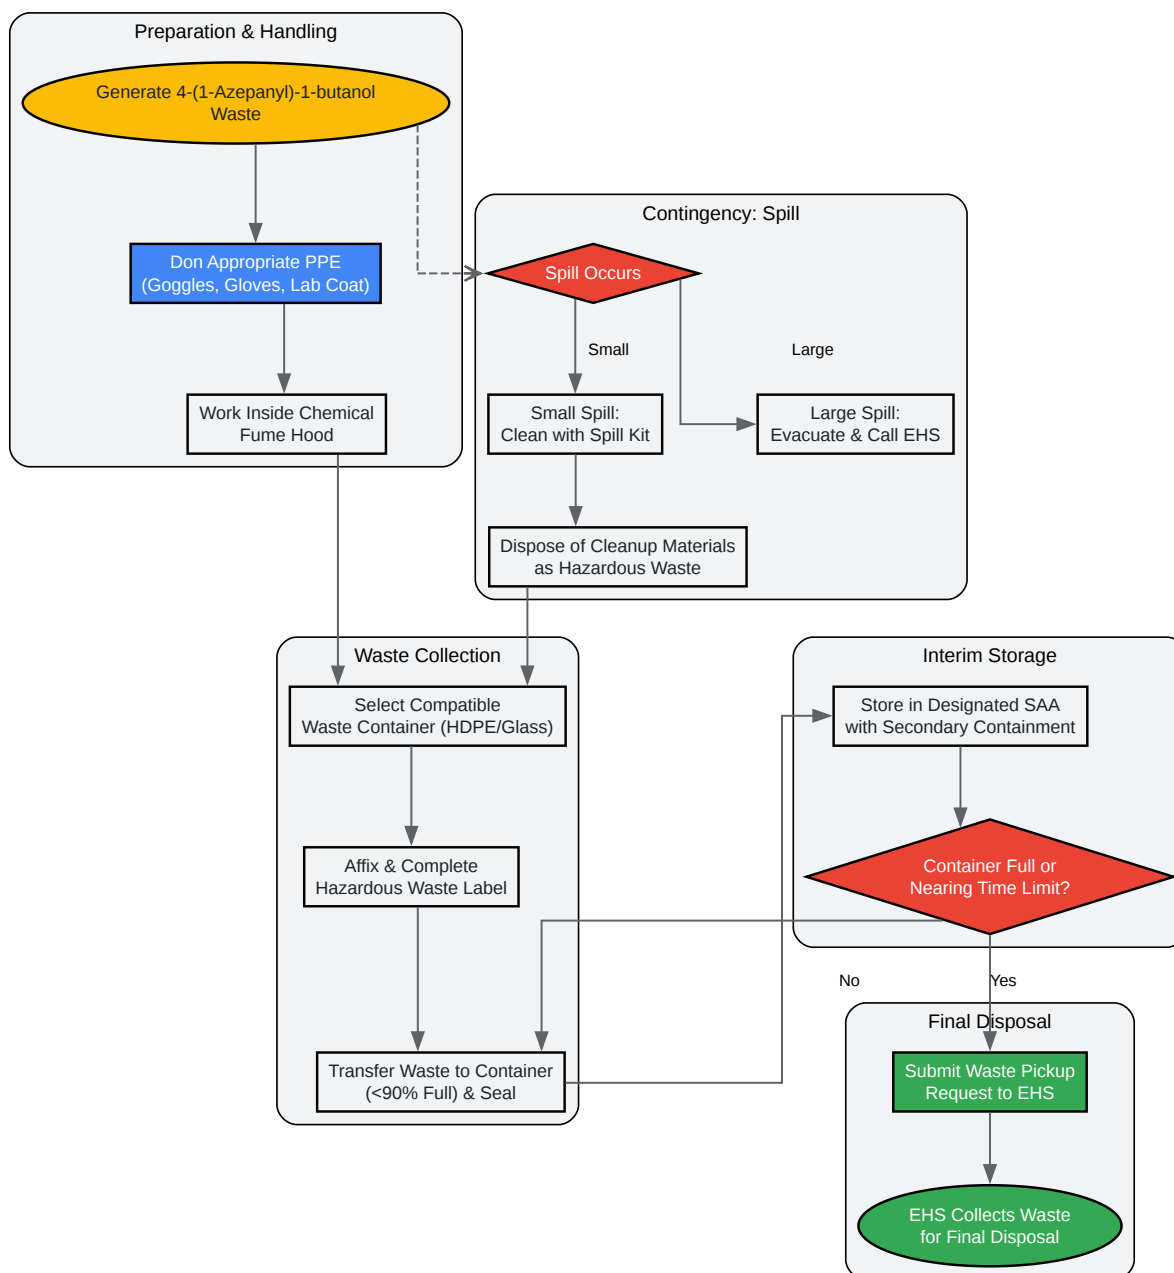 Preparation & Handling
Generate 4-(1-Azepanyl)-1-butanol
Waste
Don Appropriate PPE
(Goggles, Gloves, Lab Coat)
Work Inside Chemical
Fume Hood
Contingency: Spill
Spill Occurs
Small
Large
Small Spill:
Clean with Spill Kit
Large Spill:
Evacuate & Call EHS
Dispose of Cleanup Materials
as Hazardous Waste
Waste Collection
Select Compatible
Waste Container (HDPE/Glass)
Affix & Complete
Hazardous Waste Label
Transfer Waste to Container
(<90% Full) & Seal
Interim Storage
Store in Designated SAA
with Secondary Containment
Container Full or
Nearing Time Limit?
No
Yes
Final Disposal
Submit Waste Pickup
Request to EHS
EHS Collects Waste
for Final Disposal